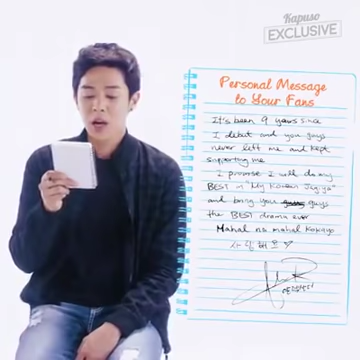 Kapuso
EXCLUSIVE
Personal Message
to Your Fans
It's been 9 years since
I debut and you guys
never left me and kept
supporting me
I promise I will do my
BEST in "My Korean Jagiya"
and bring you guys
the BEST drama ever
Mahal na mahal ko kayo
사랑해요♡